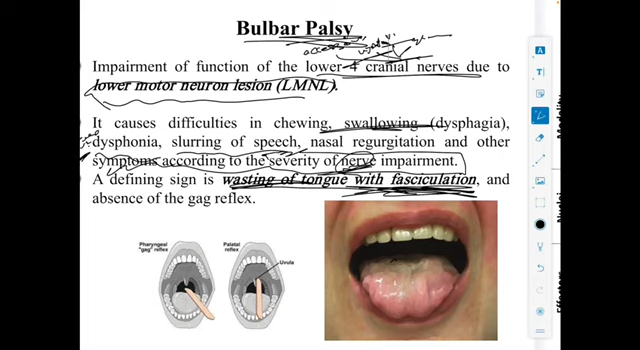 Bulbar Palsy
Impairment of function of the lower 4 cranial nerves due to
lower motor neuron lesion (LMNL).
It causes difficulties in chewing, swallowing (dysphagia),
dysphonia, slurring of speech, nasal regurgitation and other
symptoms according to the severity of nerve impairment.
A defining sign is wasting of tongue with fasciculation, and
absence of the gag reflex.
Pharyngeal
"gag" reflex
Palatal
reflex
Uvula
A
T
Modality
Nuclei